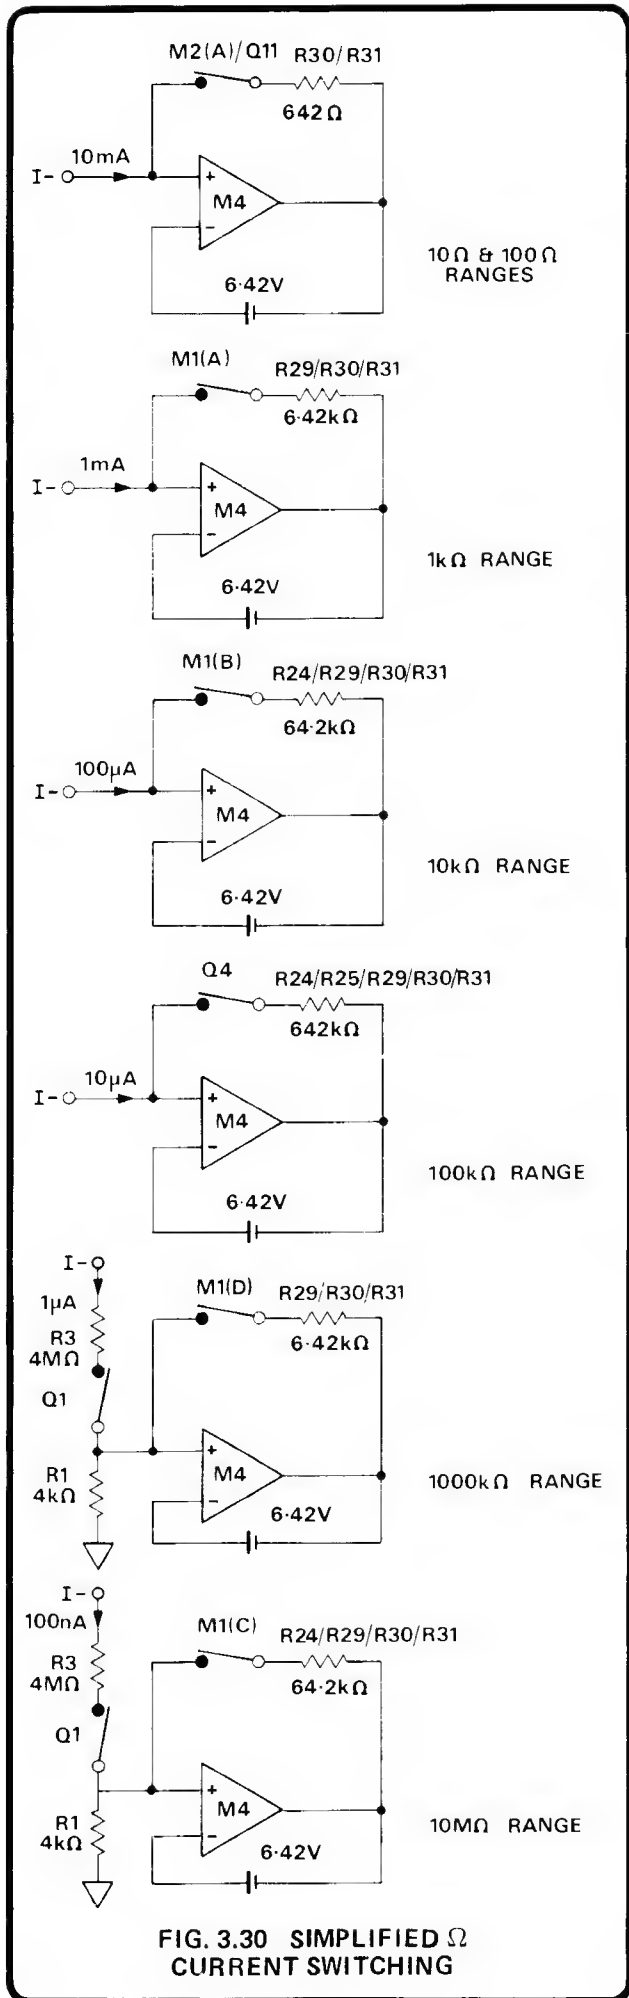 M2(A)/Q11 R30/R31
642Ω
10mA
I-
+
M4
-
6·42V
10Ω & 100Ω
RANGES
M1(A)
R29/R30/R31
6·42kΩ
1mA
I-
+
M4
-
6·42V
1kΩ RANGE
M1(B)
R24/R29/R30/R31
64·2kΩ
100µA
I-
+
M4
-
6·42V
10kΩ RANGE
Q4
R24/R25/R29/R30/R31
642kΩ
10µA
I-
+
M4
-
6·42V
100kΩ RANGE
I-
1µA
R3
4MΩ
Q1
R1
4kΩ
M1(D)
R29/R30/R31
6·42kΩ
+
M4
-
6·42V
1000kΩ RANGE
I-
100nA
R3
4MΩ
Q1
R1
4kΩ
M1(C)
R24/R29/R30/R31
64·2kΩ
+
M4
-
6·42V
10MΩ RANGE
FIG. 3.30 SIMPLIFIED Ω
CURRENT SWITCHING